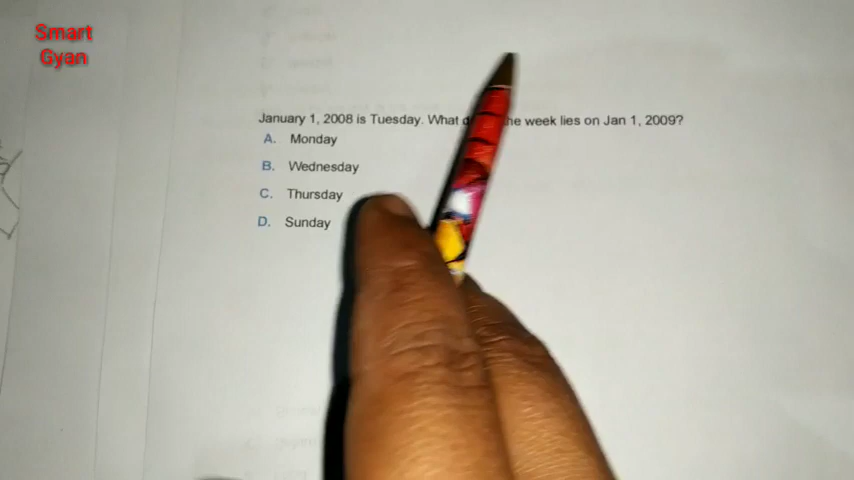 Smart
Gyan
January 1, 2008 is Tuesday. What he week lies on Jan 1, 2009?
A. Monday
B. Wednesday
C. Thursday
D. Sunday